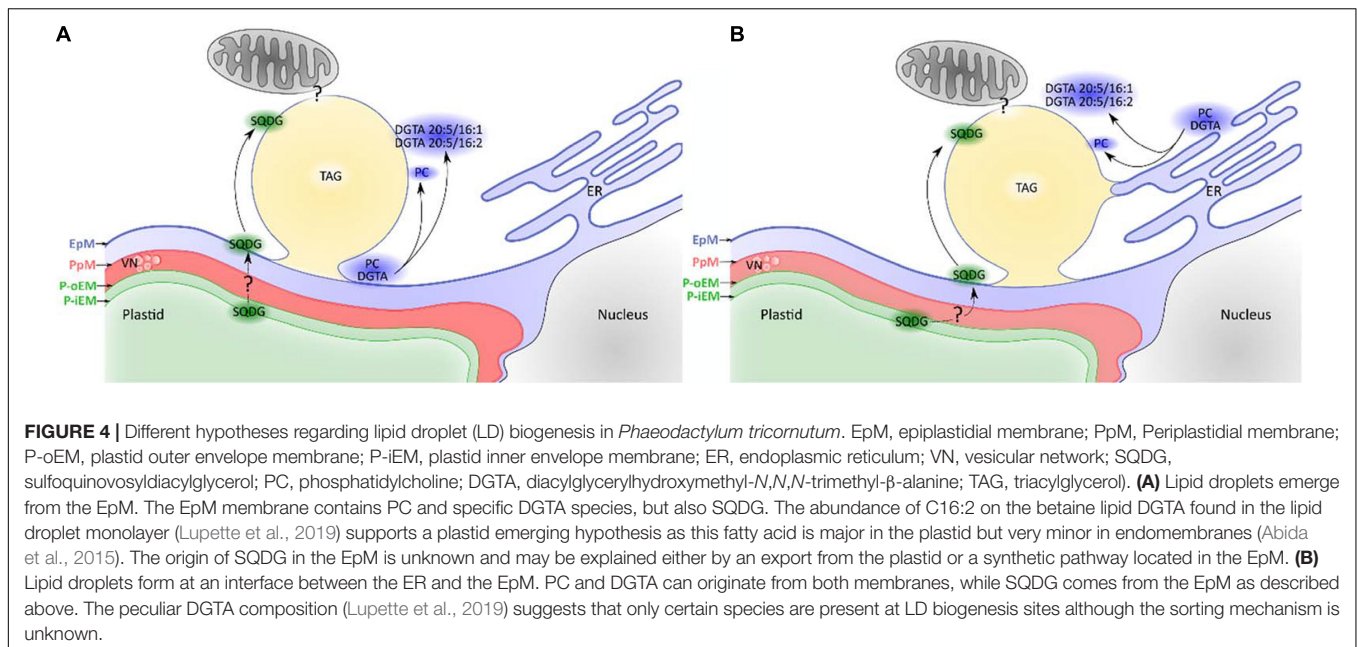 A
SQDG
?
DGTA 20:5/16:1
DGTA 20:5/16:2
TAG
PC
ER
EpM
SQDG
PC
DGTA
PpM
VN
?
P-oEM
P-iEM
SQDG
Plastid
Nucleus
B
?
DGTA 20:5/16:1
DGTA 20:5/16:2
PC
DGTA
SQDG
PC
TAG
ER
EpM
PpM
VN
SQDG
P-oEM
P-iEM
SQDG
?
Plastid
Nucleus
FIGURE 4 | Different hypotheses regarding lipid droplet (LD) biogenesis in Phaeodactylum tricornutum. EpM, epiplastidial membrane; PpM, Periplastidial membrane;
P-oEM, plastid outer envelope membrane; P-iEM, plastid inner envelope membrane; ER, endoplasmic reticulum; VN, vesicular network; SQDG,
sulfoquinovosyldiacylglycerol; PC, phosphatidylcholine; DGTA, diacylglycerylhydroxymethyl-N,N,N-trimethyl-β-alanine; TAG, triacylglycerol). (A) Lipid droplets emerge
from the EpM. The EpM membrane contains PC and specific DGTA species, but also SQDG. The abundance of C16:2 on the betaine lipid DGTA found in the lipid
droplet monolayer (Lupette et al., 2019) supports a plastid emerging hypothesis as this fatty acid is major in the plastid but very minor in endomembranes (Abida
et al., 2015). The origin of SQDG in the EpM is unknown and may be explained either by an export from the plastid or a synthetic pathway located in the EpM. (B)
Lipid droplets form at an interface between the ER and the EpM. PC and DGTA can originate from both membranes, while SQDG comes from the EpM as described
above. The peculiar DGTA composition (Lupette et al., 2019) suggests that only certain species are present at LD biogenesis sites although the sorting mechanism is
unknown.